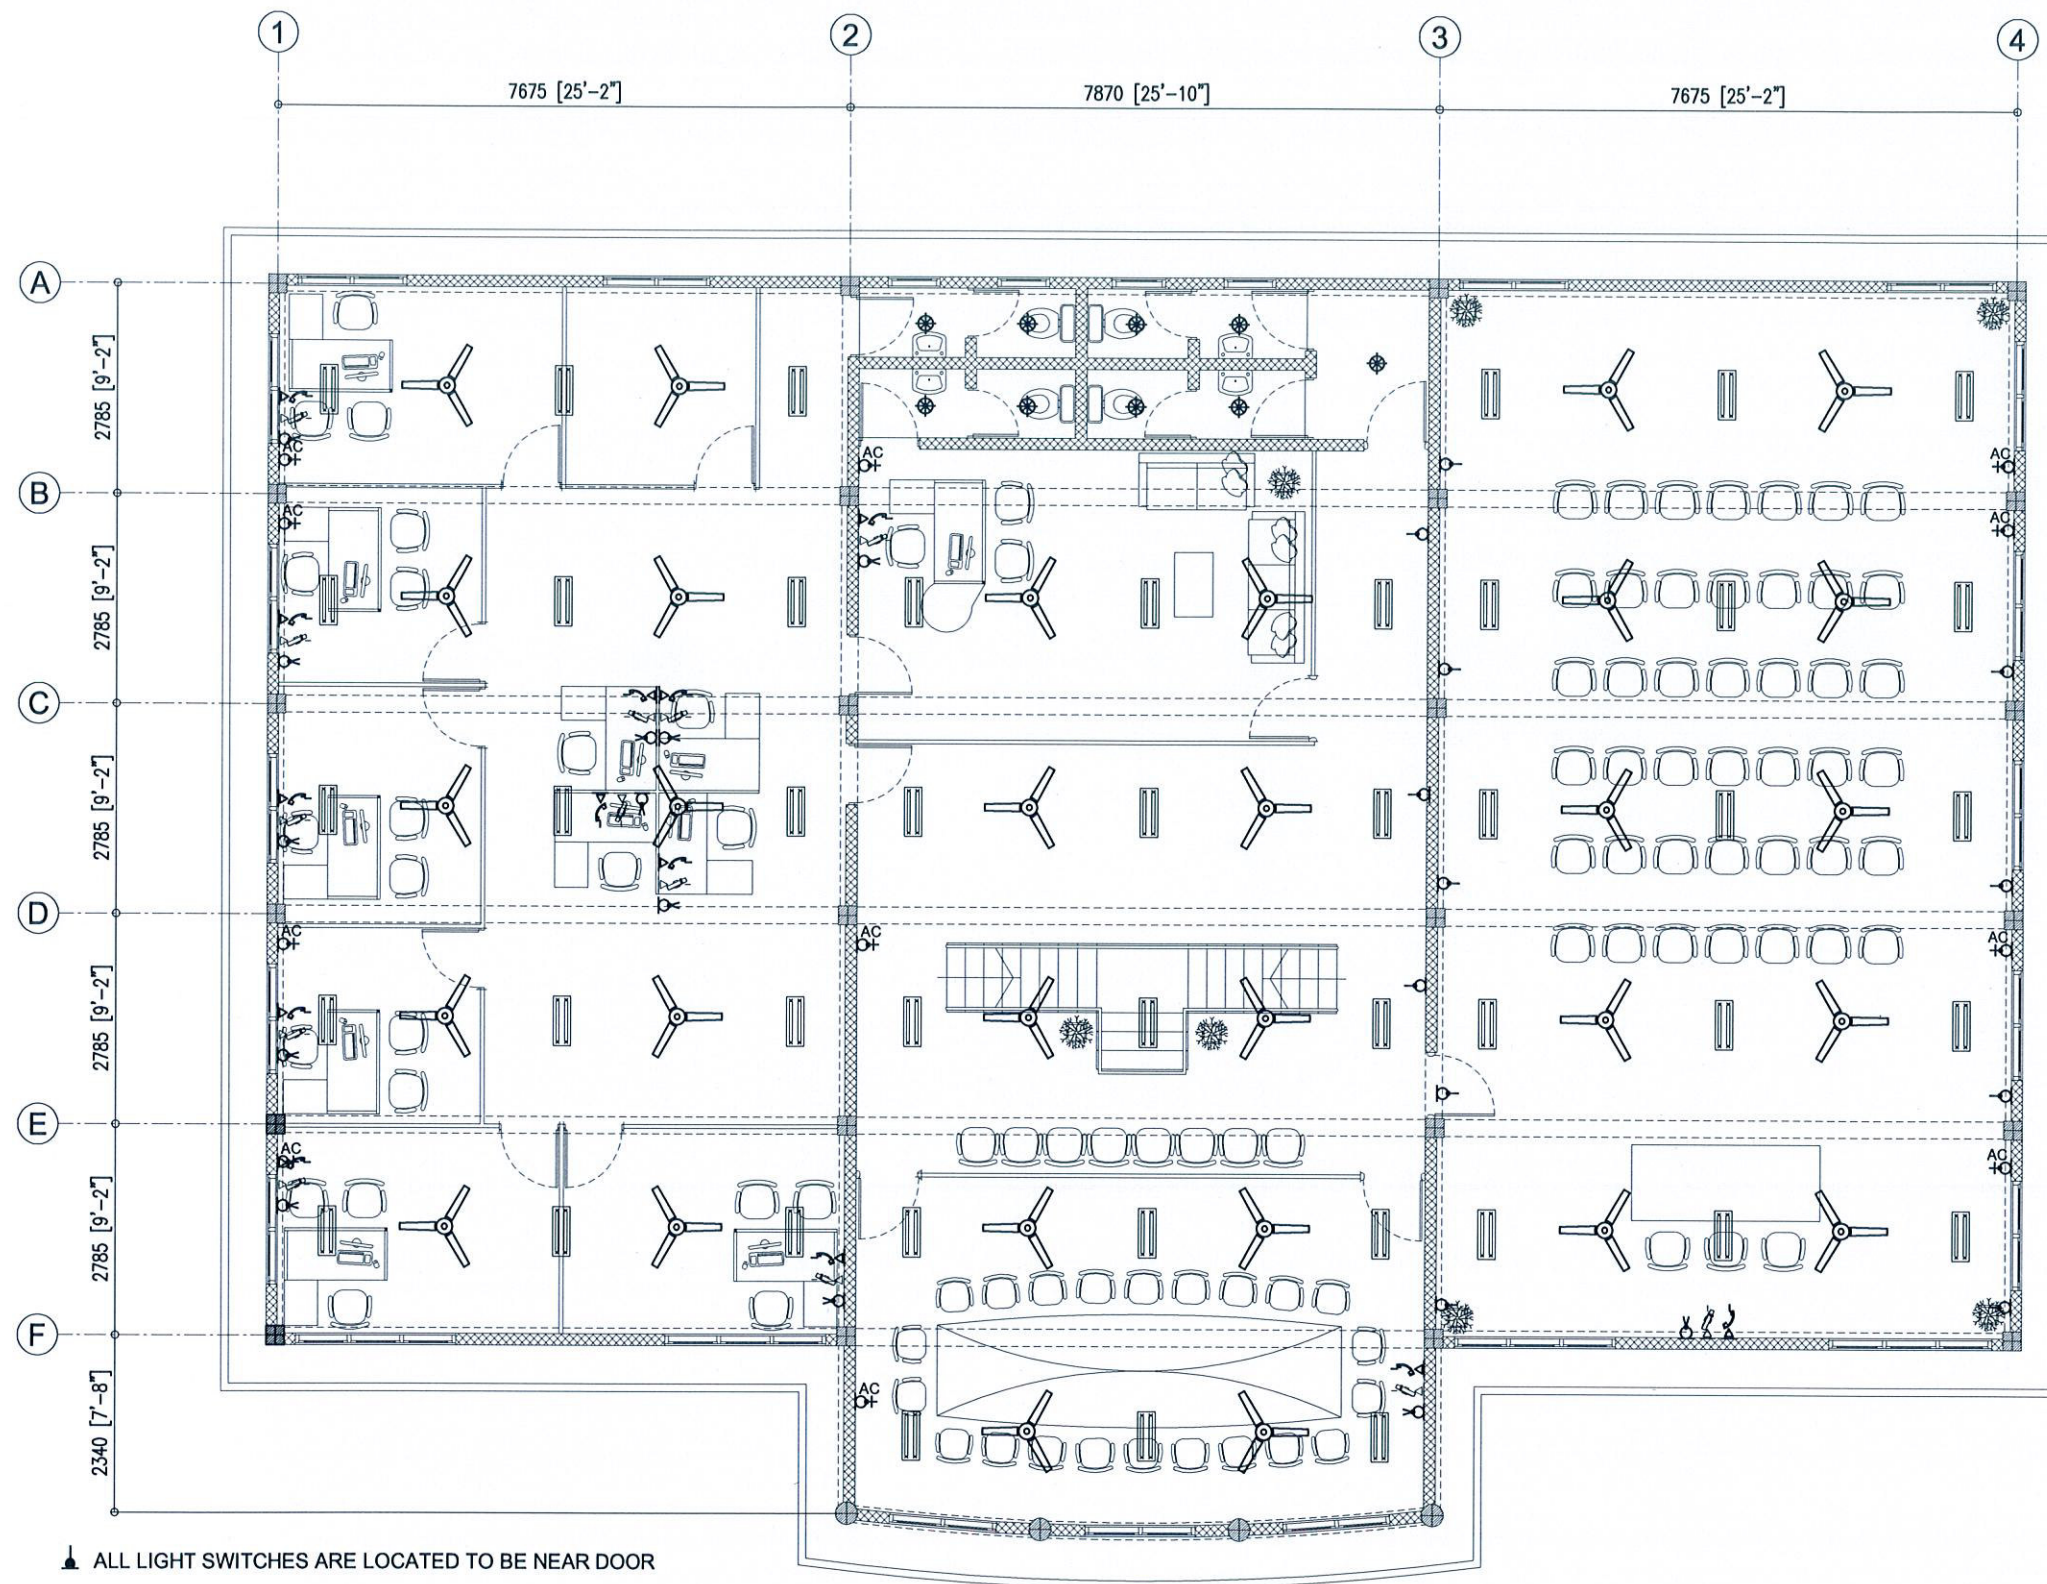 1
2
3
4
7675 [25'-2"]
7870 [25'-10"]
7675 [25'-2"]
A
2785 [9'-2"]
AC
AC
AC
B
AC
AC
2785 [9'-2"]
C
2785 [9'-2"]
D
AC
AC
AC
2785 [9'-2"]
E
AC
AC
2785 [9'-2"]
F
AC
2340 [7'-8"]
ALL LIGHT SWITCHES ARE LOCATED TO BE NEAR DOOR